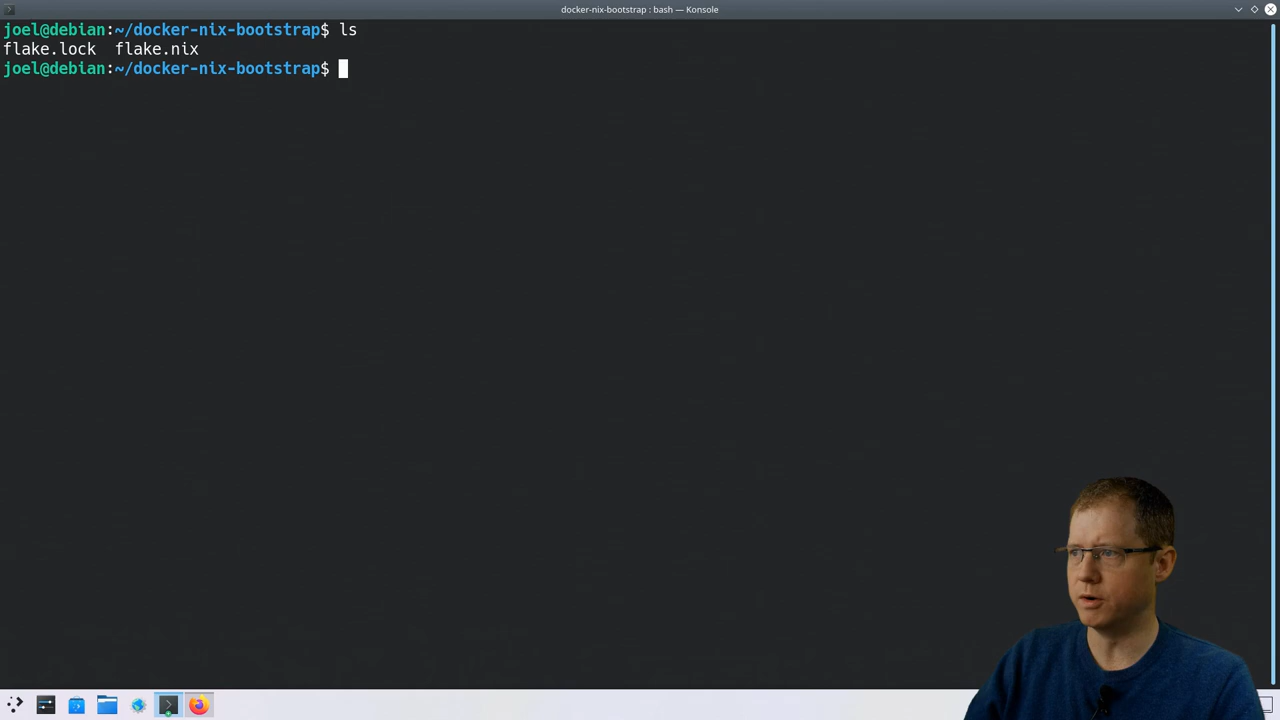 docker-nix-bootstrap : bash — Konsole
joel@debian:~/docker-nix-bootstrap$ ls
flake.lock  flake.nix
joel@debian:~/docker-nix-bootstrap$